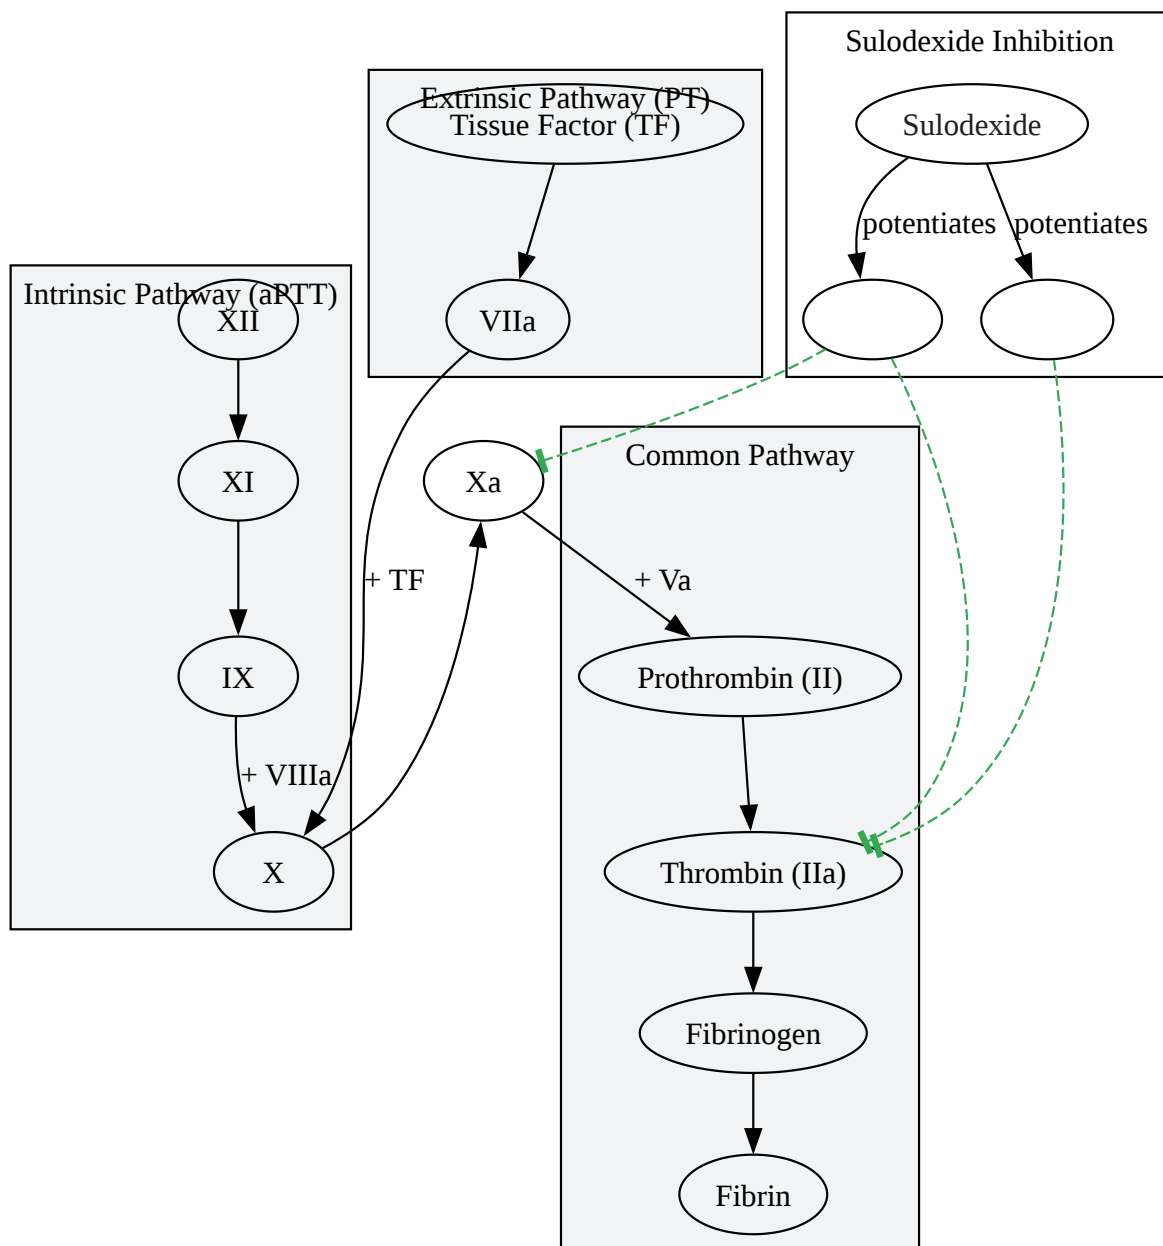 Sulodexide Inhibition
Extrinsic Pathway (PT)
Tissue Factor (TF)
Sulodexide
potentiates
potentiates
Intrinsic Pathway (aPTT)
XII
VIIa
Common Pathway
XI
Xa
+ TF
+ Va
IX
Prothrombin (II)
+ VIIIa
X
Thrombin (IIa)
Fibrinogen
Fibrin